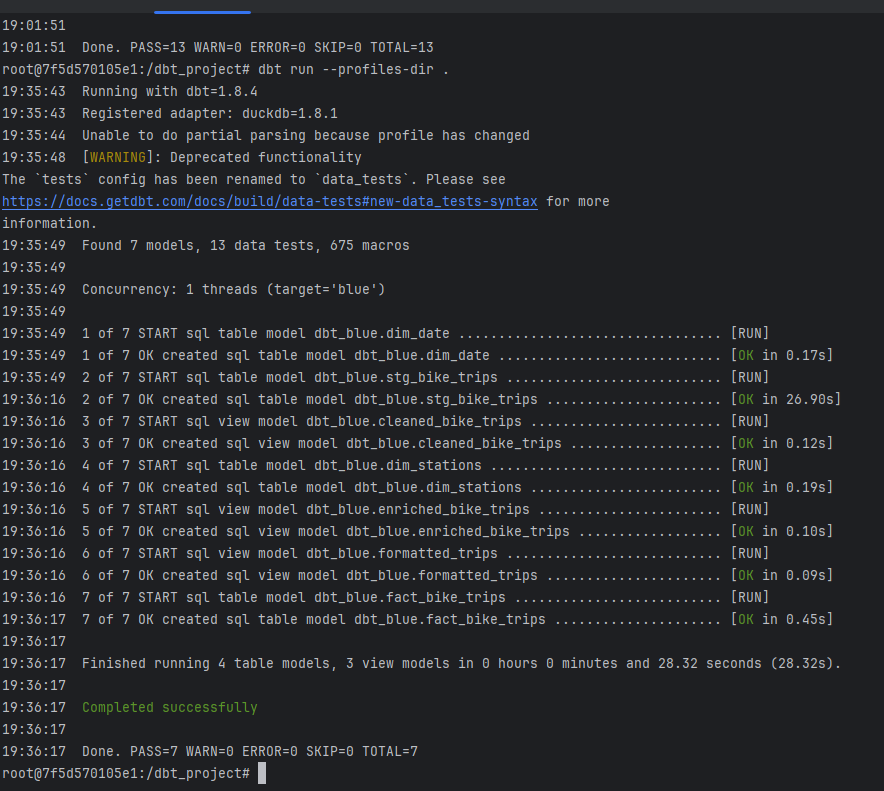 19:01:51
19:01:51  Done. PASS=13 WARN=0 ERROR=0 SKIP=0 TOTAL=13
root@7f5d570105e1:/dbt_project# dbt run --profiles-dir .
19:35:43  Running with dbt=1.8.4
19:35:43  Registered adapter: duckdb=1.8.1
19:35:44  Unable to do partial parsing because profile has changed
19:35:48  [WARNING]: Deprecated functionality
The `tests` config has been renamed to `data_tests`. Please see
https://docs.getdbt.com/docs/build/data-tests#new-data_tests-syntax for more
information.
19:35:49  Found 7 models, 13 data tests, 675 macros
19:35:49
19:35:49  Concurrency: 1 threads (target='blue')
19:35:49
19:35:49  1 of 7 START sql table model dbt_blue.dim_date ................................. [RUN]
19:35:49  1 of 7 OK created sql table model dbt_blue.dim_date ............................ [OK in 0.17s]
19:35:49  2 of 7 START sql table model dbt_blue.stg_bike_trips ........................... [RUN]
19:36:16  2 of 7 OK created sql table model dbt_blue.stg_bike_trips ...................... [OK in 26.90s]
19:36:16  3 of 7 START sql view model dbt_blue.cleaned_bike_trips ........................ [RUN]
19:36:16  3 of 7 OK created sql view model dbt_blue.cleaned_bike_trips ................... [OK in 0.12s]
19:36:16  4 of 7 START sql table model dbt_blue.dim_stations ............................. [RUN]
19:36:16  4 of 7 OK created sql table model dbt_blue.dim_stations ........................ [OK in 0.19s]
19:36:16  5 of 7 START sql view model dbt_blue.enriched_bike_trips ....................... [RUN]
19:36:16  5 of 7 OK created sql view model dbt_blue.enriched_bike_trips .................. [OK in 0.10s]
19:36:16  6 of 7 START sql view model dbt_blue.formatted_trips ........................... [RUN]
19:36:16  6 of 7 OK created sql view model dbt_blue.formatted_trips ...................... [OK in 0.09s]
19:36:16  7 of 7 START sql table model dbt_blue.fact_bike_trips .......................... [RUN]
19:36:17  7 of 7 OK created sql table model dbt_blue.fact_bike_trips ..................... [OK in 0.45s]
19:36:17
19:36:17  Finished running 4 table models, 3 view models in 0 hours 0 minutes and 28.32 seconds (28.32s).
19:36:17
19:36:17  Completed successfully
19:36:17
19:36:17  Done. PASS=7 WARN=0 ERROR=0 SKIP=0 TOTAL=7
root@7f5d570105e1:/dbt_project#